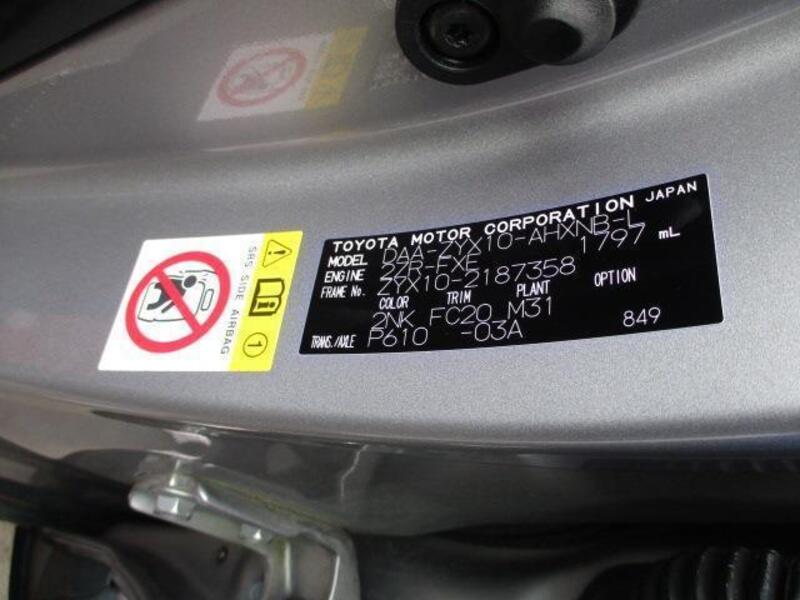 SRS SIDE AIRBAG
1
TOYOTA MOTOR CORPORATION JAPAN
MODEL DAA-ZYX10-AHXNB-L
ENGINE 2ZR-FXE 1797 mL
FRAME No. ZYX10-2187358
COLOR TRIM PLANT OPTION
2NK FC20 M31
TRANS./AXLE P610 -03A 849